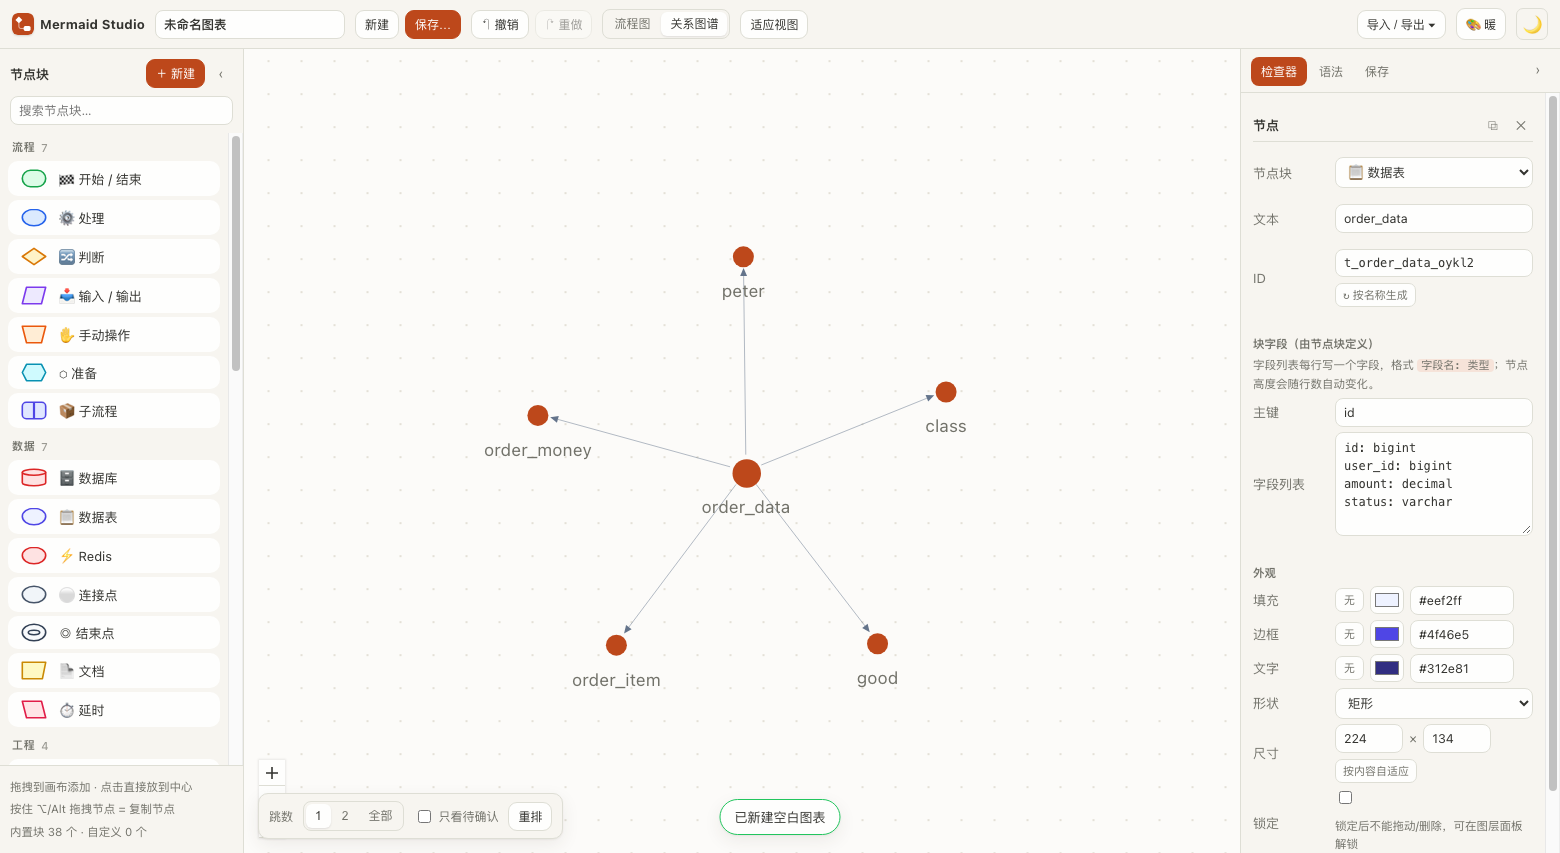 Mermaid Studio
未命名图表
新建
保存...
撤销
重做
流程图
关系图谱
适应视图
导入 / 导出
暖
节点块
+ 新建
搜索节点块...
流程 7
开始 / 结束
处理
判断
输入 / 输出
手动操作
准备
子流程
数据 7
数据库
数据表
Redis
连接点
结束点
文档
延时
工程 4
拖拽到画布添加 · 点击直接放到中心
按住 ⌥/Alt 拖拽节点 = 复制节点
内置块 38 个 · 自定义 0 个
peter
class
order_money
order_data
order_item
good
跳数
1
2
全部
只看待确认
重排
已新建空白图表
检查器
语法
保存
节点
节点块
数据表
文本
order_data
ID
t_order_data_oykl2
↻ 按名称生成
块字段（由节点块定义）
字段列表每行写一个字段，格式 字段名: 类型；节点
高度会随行数自动变化。
主键
id
字段列表
id: bigint
user_id: bigint
amount: decimal
status: varchar
外观
填充
无
#eef2ff
边框
无
#4f46e5
文字
无
#312e81
形状
矩形
尺寸
224 × 134
按内容自适应
锁定
锁定后不能拖动/删除，可在图层面板
解锁